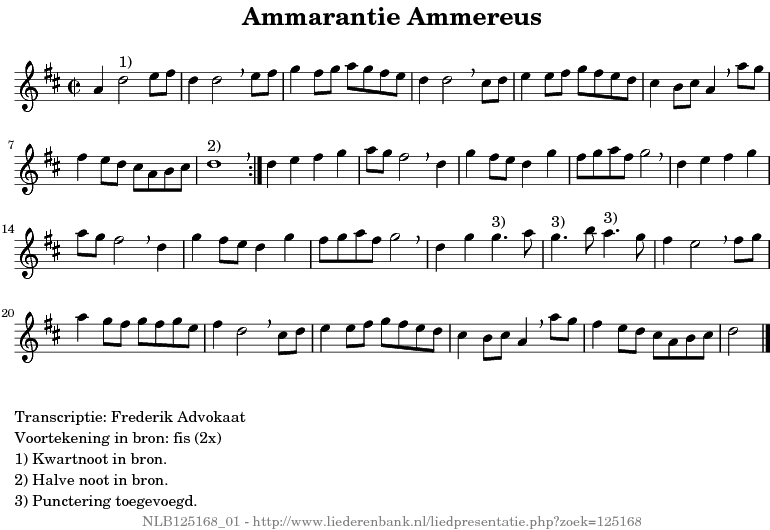 Ammarantie Ammereus
1)
7
2)
14
3) 3) 3)
20
Transcriptie: Frederik Advokaat
Voortekening in bron: fis (2x)
1) Kwartnoot in bron.
2) Halve noot in bron.
3) Punctering toegevoegd.
NLB125168_01 - http://www.liederenbank.nl/liedpresentatie.php?zoek=125168